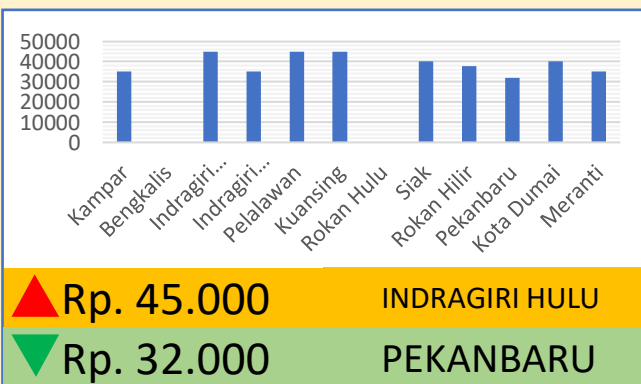 50000
40000
30000
20000
10000
0
Kampar
Bengkalis
Indragiri...
Indragiri...
Pelalawan
Kuansing
Rokan Hulu
Siak
Rokan Hilir
Pekanbaru
Kota Dumai
Meranti
Rp. 45.000 INDRAGIRI HULU
Rp. 32.000 PEKANBARU